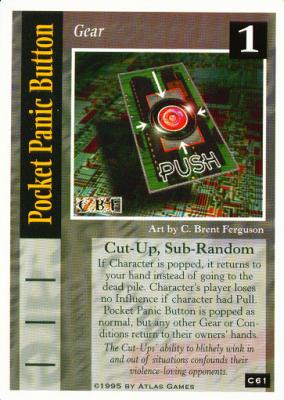 Pocket Panic Button
Gear
1
PUSH
CBF
Art by C. Brent Ferguson
Cut-Up, Sub-Random
If Character is popped, it returns to
your hand instead of going to the
dead pile. Character's player loses
no Influence if character had Pull.
Pocket Panic Button is popped as
normal, but any other Gear or Con-
ditions return to their owners' hands.
The Cut-Ups' ability to blithely wink in
and out of situations confounds their
violence-loving opponents.
©1995 BY ATLAS GAMES
C61